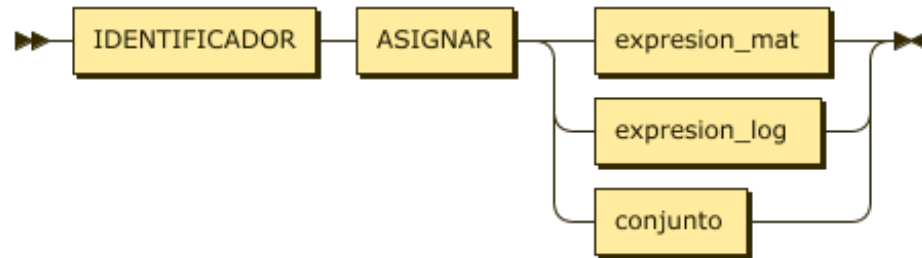 IDENTIFICADOR ASIGNAR expresion_mat
expresion_log
conjunto